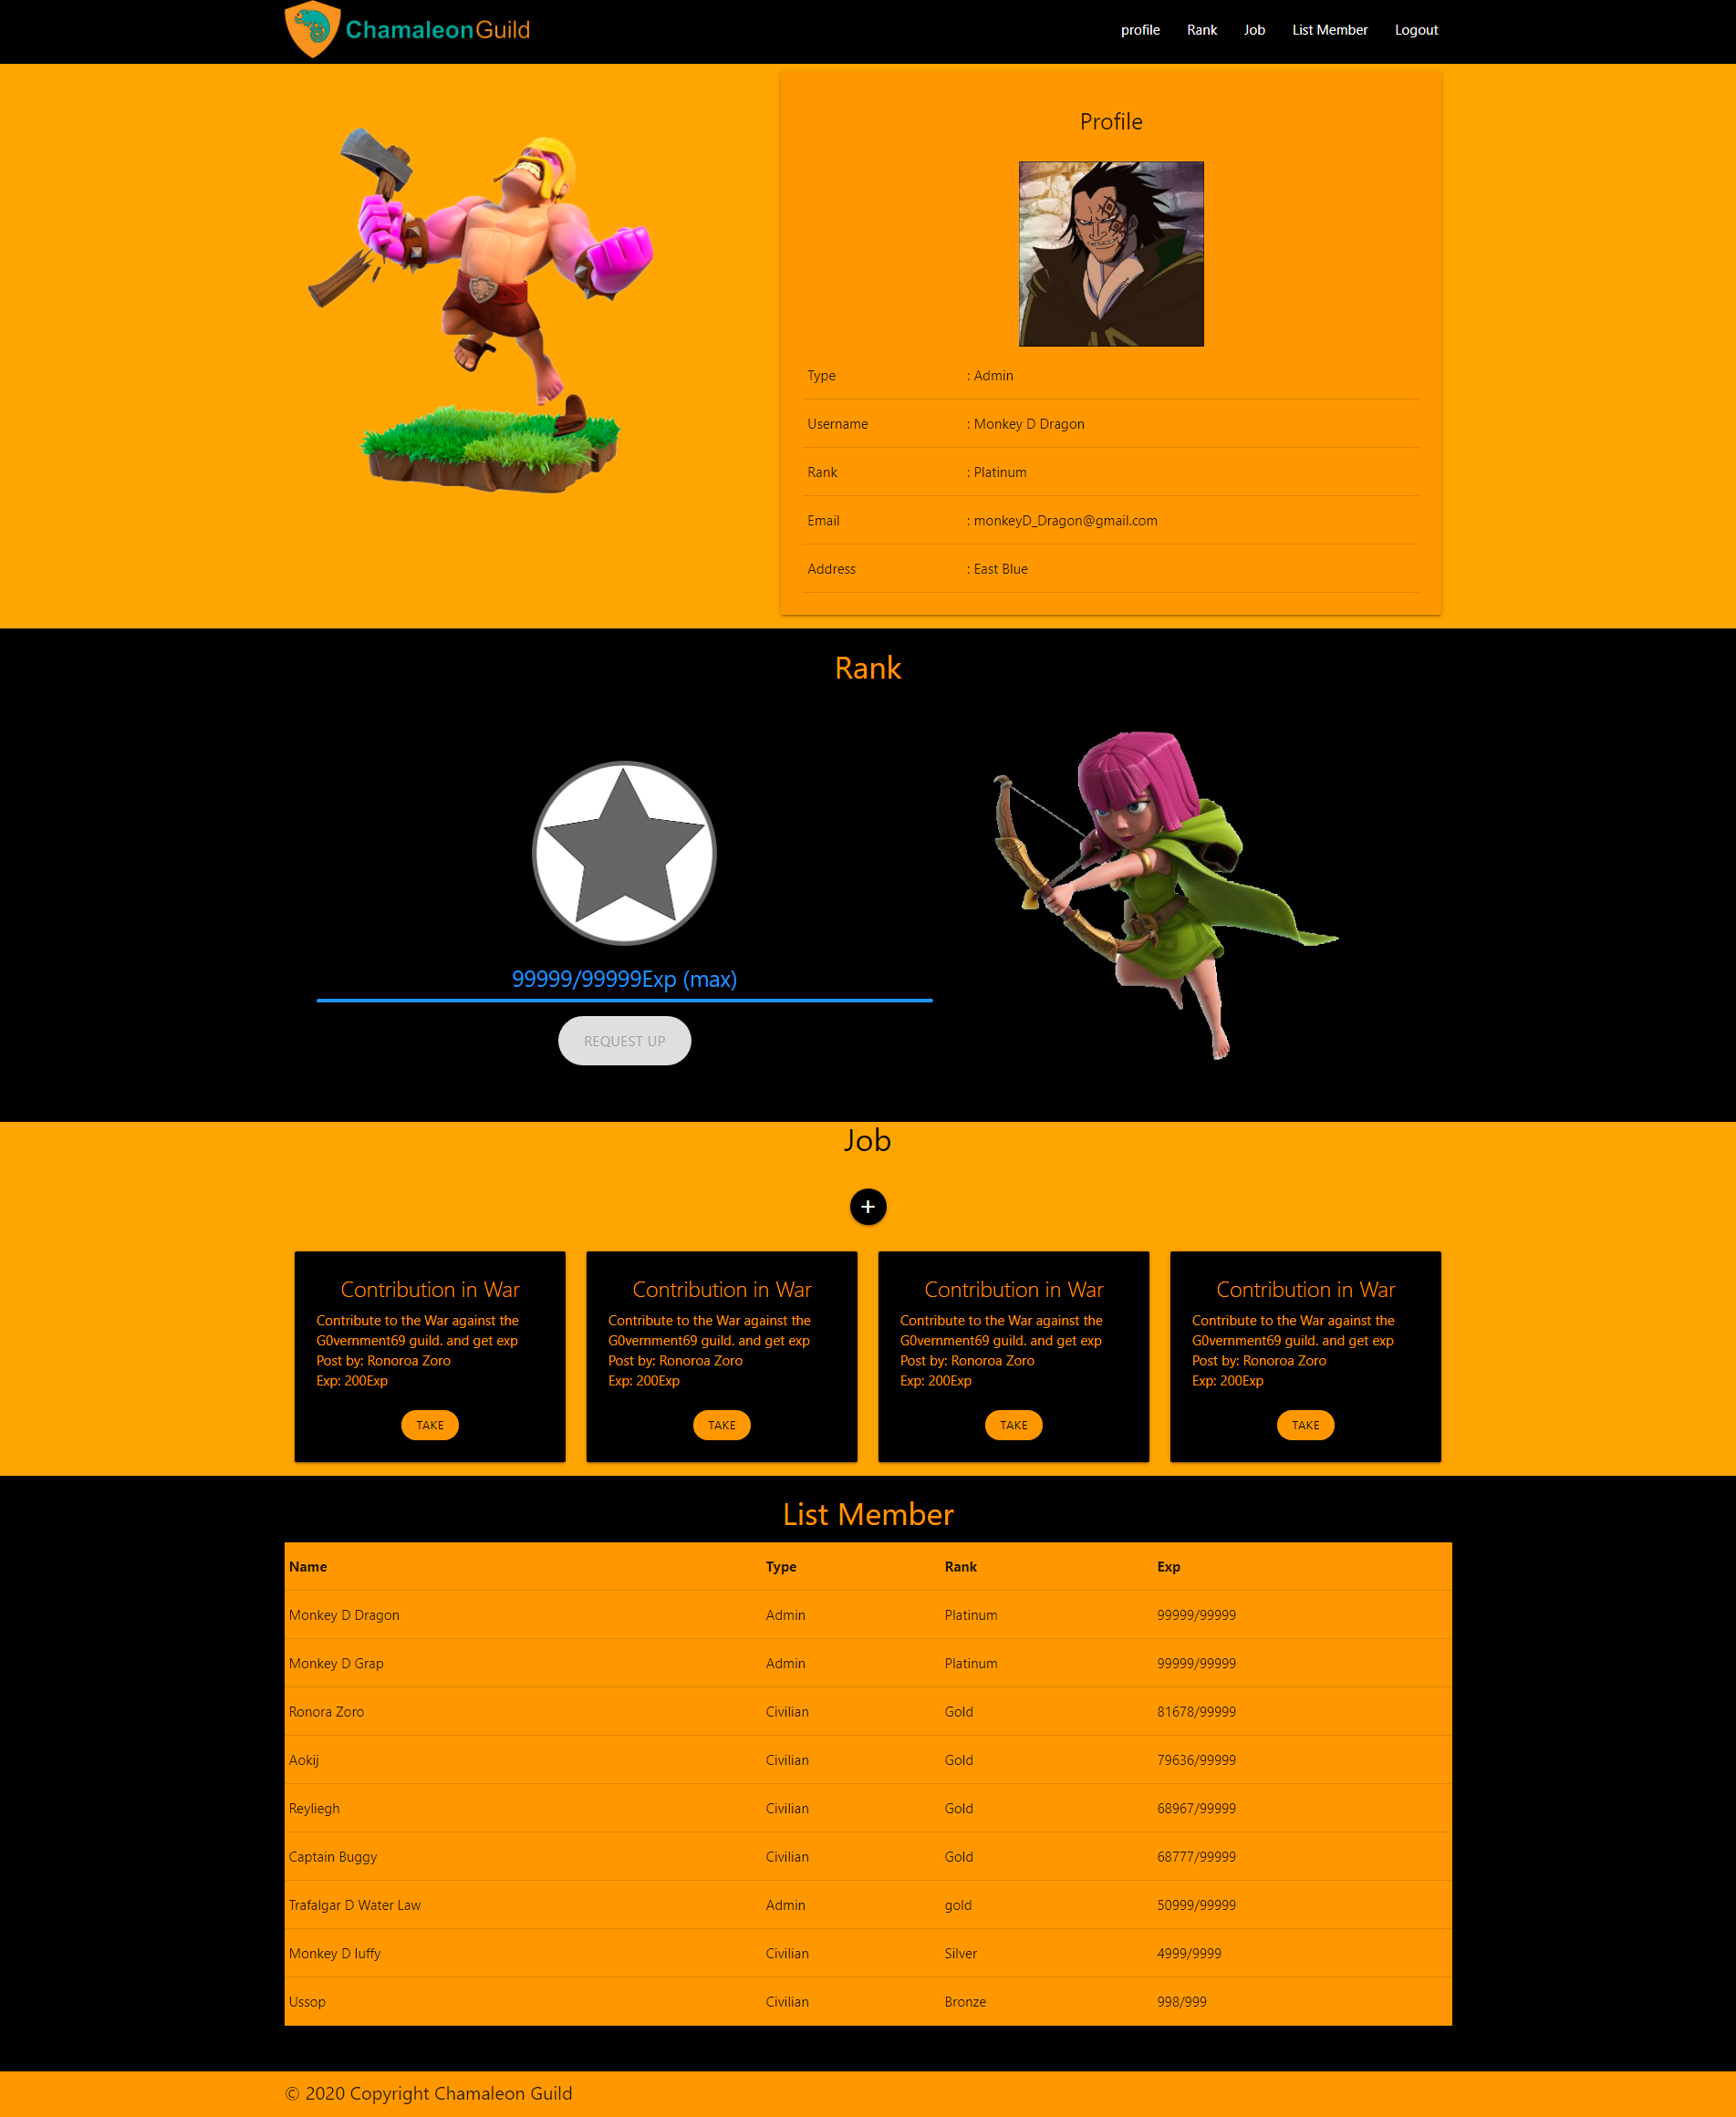 ChamaleonGuild
profile Rank Job List Member Logout
Profile
Type : Admin
Username : Monkey D Dragon
Rank : Platinum
Email : monkeyD_Dragon@gmail.com
Address : East Blue
Rank
99999/99999Exp (max)
REQUEST UP
Job
+
Contribution in War
Contribute to the War against the
G0vernment69 guild. and get exp
Post by: Ronoroa Zoro
Exp: 200Exp
TAKE
Contribution in War
Contribute to the War against the
G0vernment69 guild. and get exp
Post by: Ronoroa Zoro
Exp: 200Exp
TAKE
Contribution in War
Contribute to the War against the
G0vernment69 guild. and get exp
Post by: Ronoroa Zoro
Exp: 200Exp
TAKE
Contribution in War
Contribute to the War against the
G0vernment69 guild. and get exp
Post by: Ronoroa Zoro
Exp: 200Exp
TAKE
List Member
Name Type Rank Exp
Monkey D Dragon Admin Platinum 99999/99999
Monkey D Grap Admin Platinum 99999/99999
Ronora Zoro Civilian Gold 81678/99999
Aokij Civilian Gold 79636/99999
Reyliegh Civilian Gold 68967/99999
Captain Buggy Civilian Gold 68777/99999
Trafalgar D Water Law Admin gold 50999/99999
Monkey D luffy Civilian Silver 4999/9999
Ussop Civilian Bronze 998/999
© 2020 Copyright Chamaleon Guild